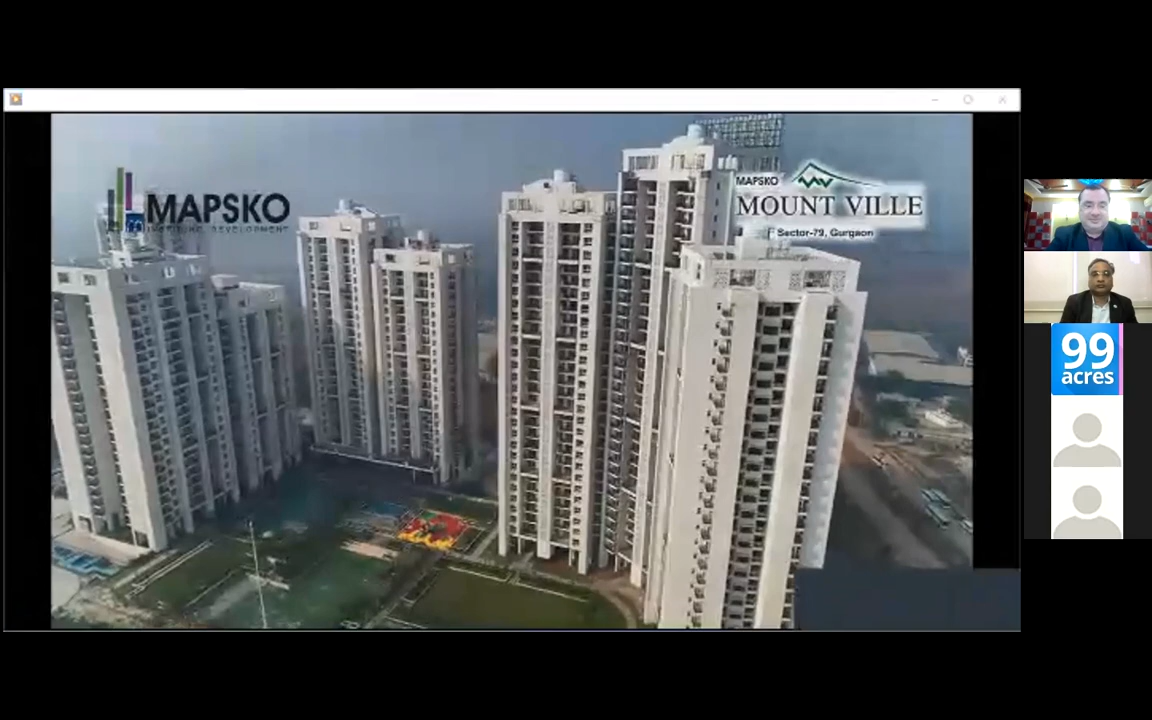 MAPSKO
MAPSKO
MOUNT VILLE
Sector-79, Gurgaon
99
acres